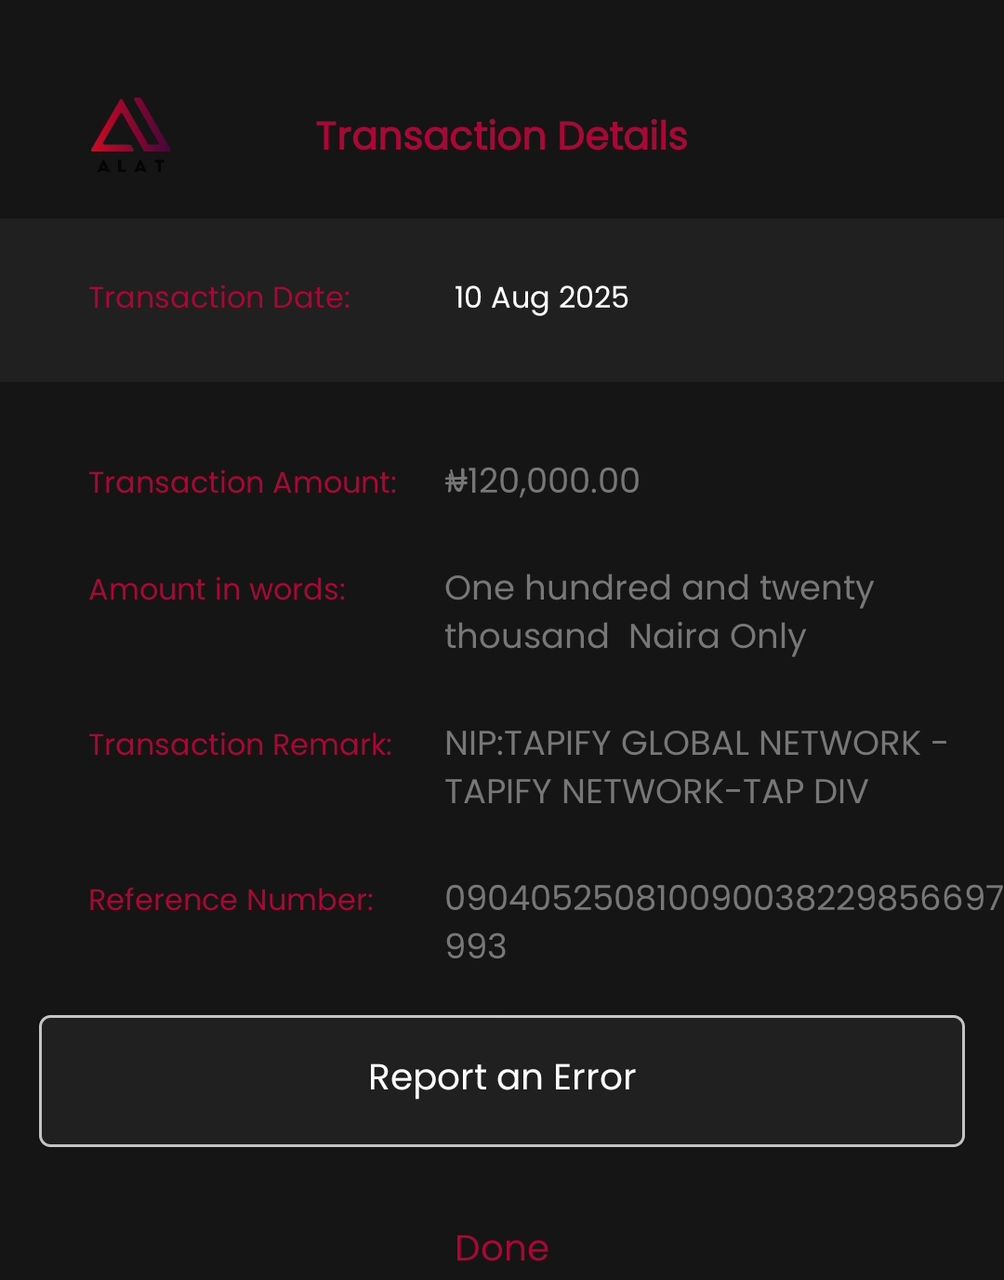 ALAT
Transaction Details
Transaction Date: 10 Aug 2025
Transaction Amount: ₦120,000.00
Amount in words: One hundred and twenty
thousand  Naira Only
Transaction Remark: NIP:TAPIFY GLOBAL NETWORK -
TAPIFY NETWORK-TAP DIV
Reference Number: 090405250810090038229856697
993
Report an Error
Done